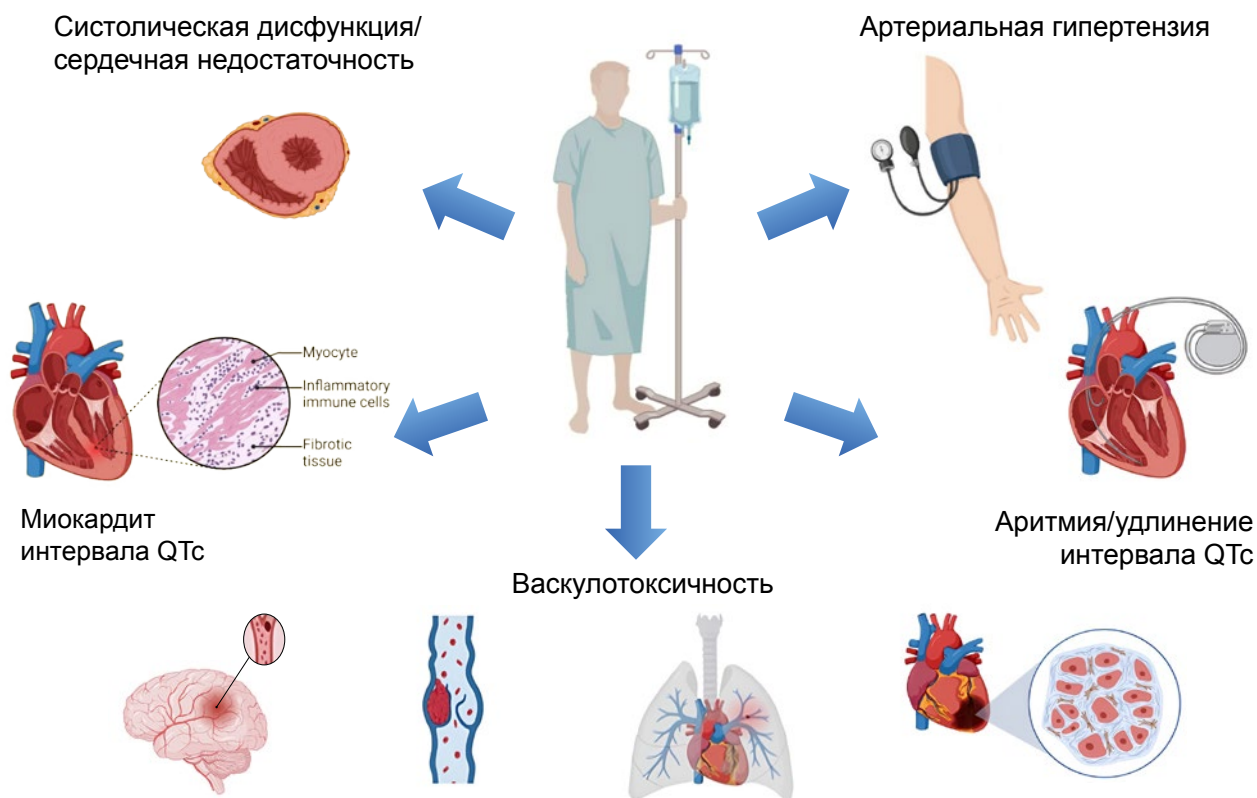 Систолическая дисфункция/
сердечная недостаточность
Артериальная гипертензия
Myocyte
Inflammatory
immune cells
Fibrotic
tissue
Миокардит
интервала QTc
Аритмия/удлинение
интервала QTc
Васкулотоксичность